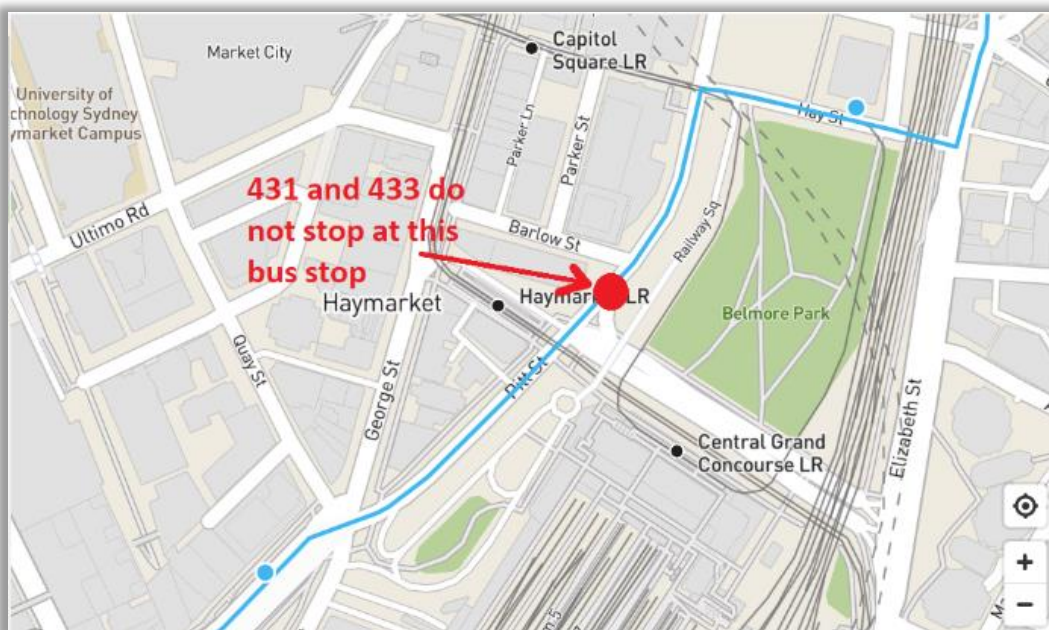 Market City
Capitol
Square LR
University of
chnology Sydney
ymarket Campus
Hay St
Parker Ln
Parker St
431 and 433 do
not stop at this
bus stop
Ultimo Rd
Barlow St
Railway Sq
Haymarket
Haymarket LR
Belmore Park
Quay St
George St
Pitt St
Elizabeth St
Central Grand
Concourse LR
+
−